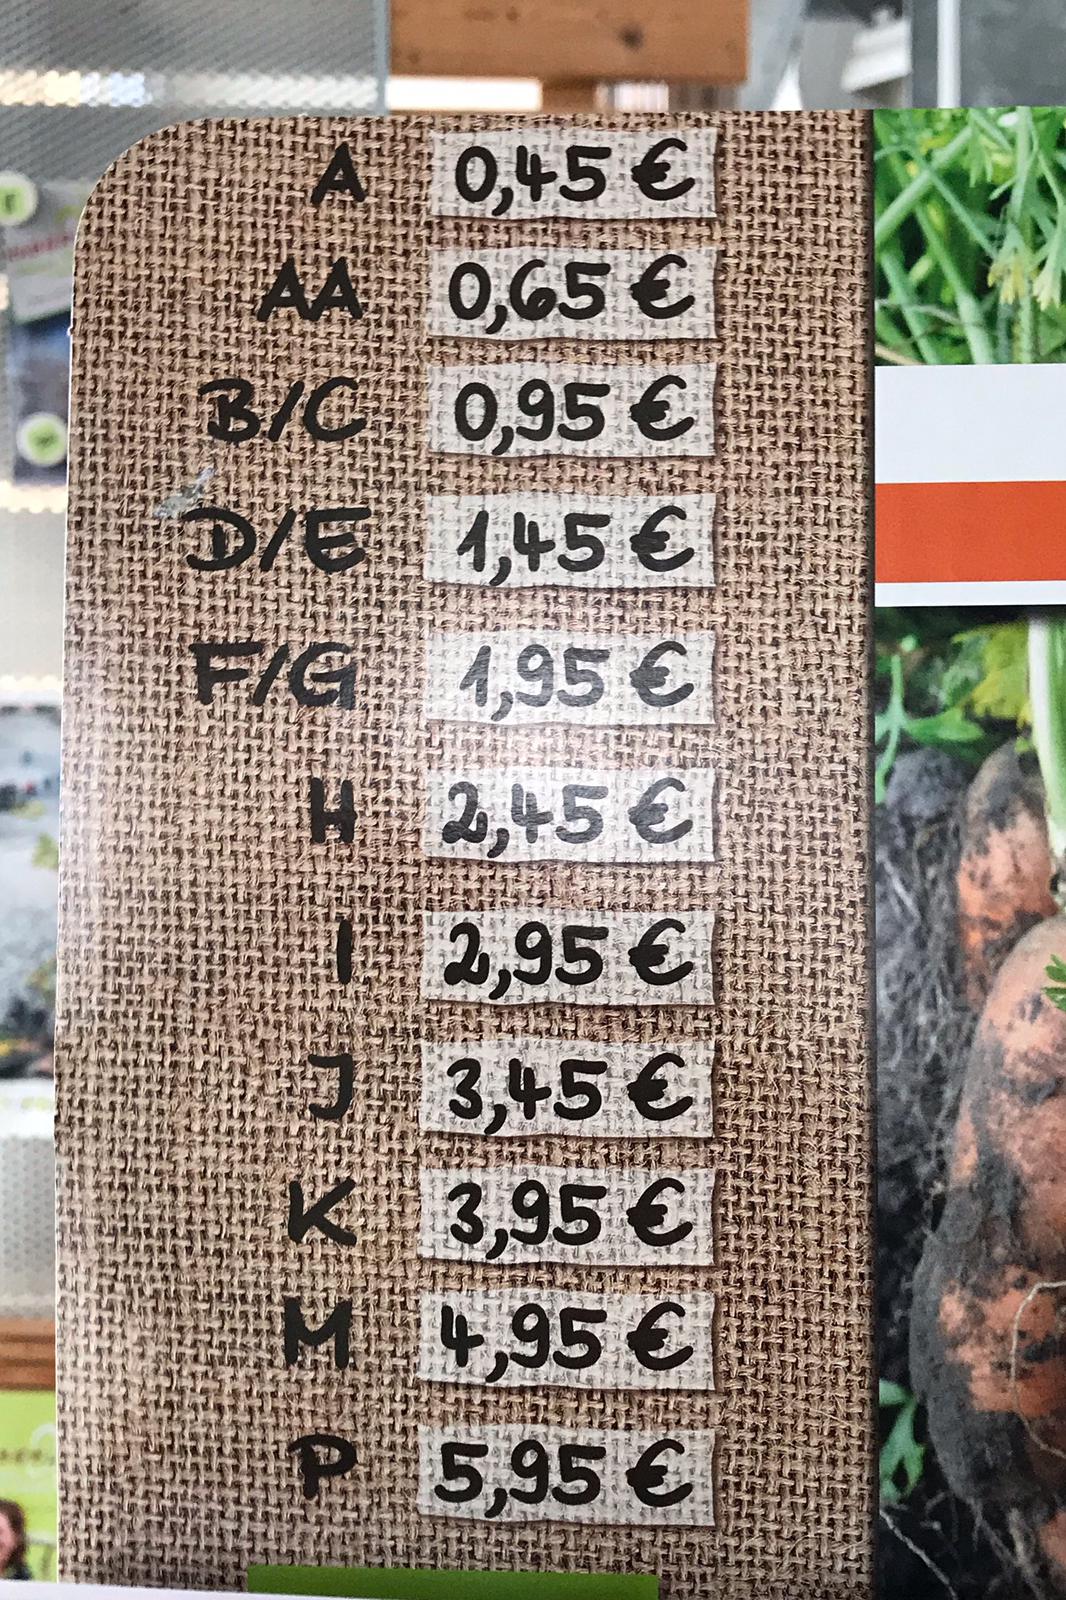 A 0,45 €
AA 0,65 €
B/C 0,95 €
D/E 1,45 €
F/G 1,95 €
H 2,45 €
I 2,95 €
J 3,45 €
K 3,95 €
M 4,95 €
P 5,95 €